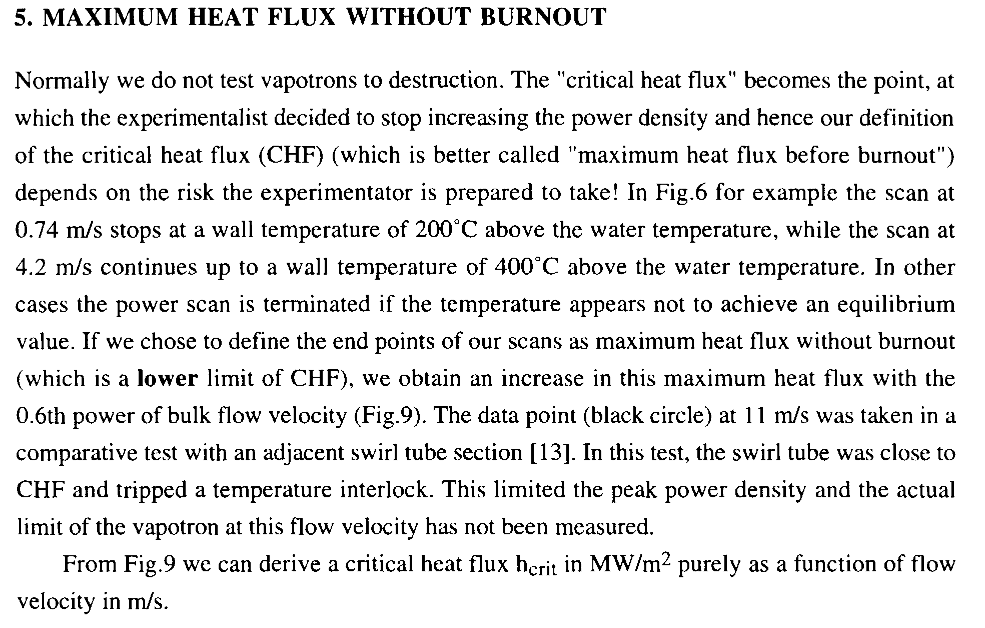 5. MAXIMUM HEAT FLUX WITHOUT BURNOUT
Normally we do not test vapotrons to destruction. The "critical heat flux" becomes the point, at
which the experimentalist decided to stop increasing the power density and hence our definition
of the critical heat flux (CHF) (which is better called "maximum heat flux before burnout")
depends on the risk the experimentator is prepared to take! In Fig.6 for example the scan at
0.74 m/s stops at a wall temperature of 200°C above the water temperature, while the scan at
4.2 m/s continues up to a wall temperature of 400°C above the water temperature. In other
cases the power scan is terminated if the temperature appears not to achieve an equilibrium
value. If we chose to define the end points of our scans as maximum heat flux without burnout
(which is a lower limit of CHF), we obtain an increase in this maximum heat flux with the
0.6th power of bulk flow velocity (Fig.9). The data point (black circle) at 11 m/s was taken in a
comparative test with an adjacent swirl tube section [13]. In this test, the swirl tube was close to
CHF and tripped a temperature interlock. This limited the peak power density and the actual
limit of the vapotron at this flow velocity has not been measured.
From Fig.9 we can derive a critical heat flux hcrit in MW/m2 purely as a function of flow
velocity in m/s.